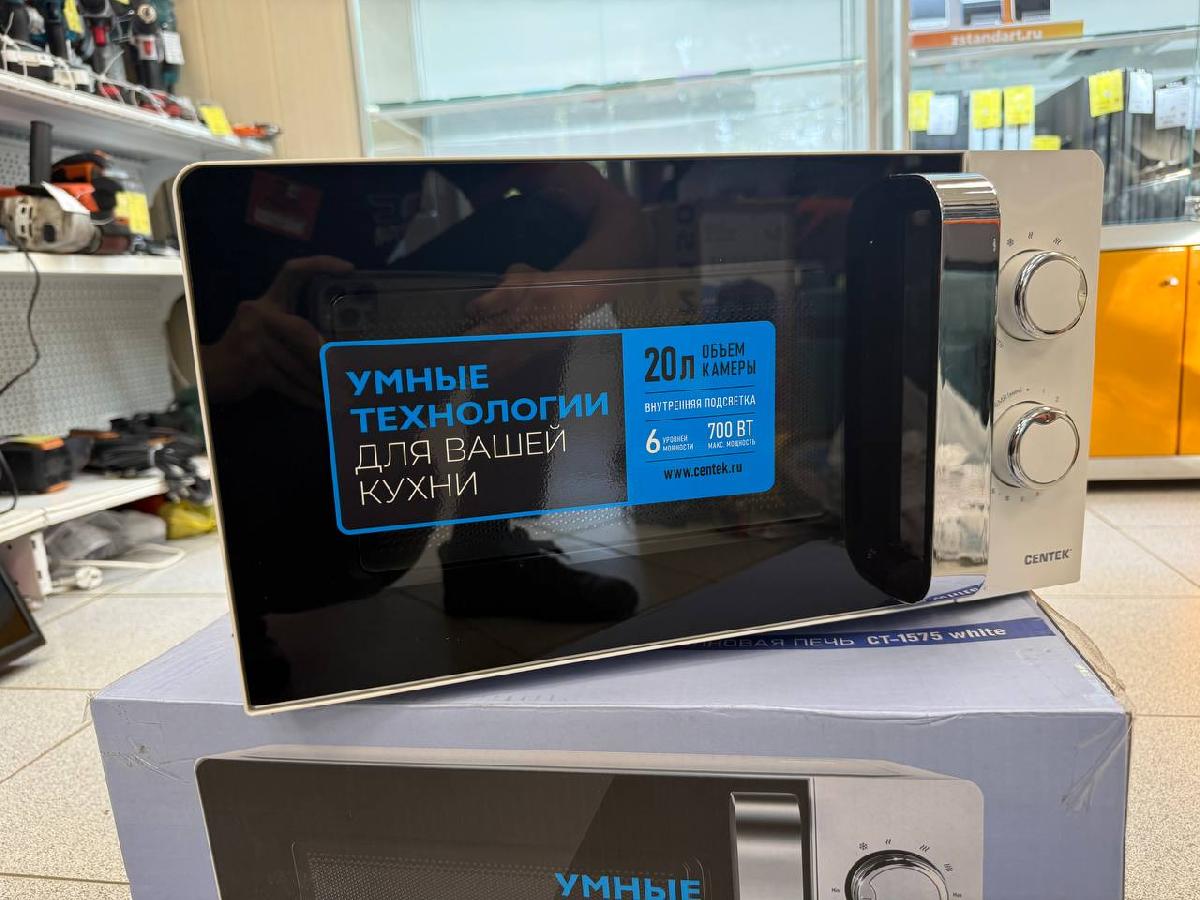 zstandart.ru
УМНЫЕ
ТЕХНОЛОГИИ
ДЛЯ ВАШЕЙ
КУХНИ
20л ОБЪЕМ
КАМЕРЫ
ВНУТРЕННЯЯ ПОДСВЕТКА
6 УРОВНЕЙ
МОЩНОСТИ
700 ВТ
МАКС. МОЩНОСТЬ
www.centek.ru
CENTEK
ПЕЧЬ CT-1575 white
УМНЫЕ